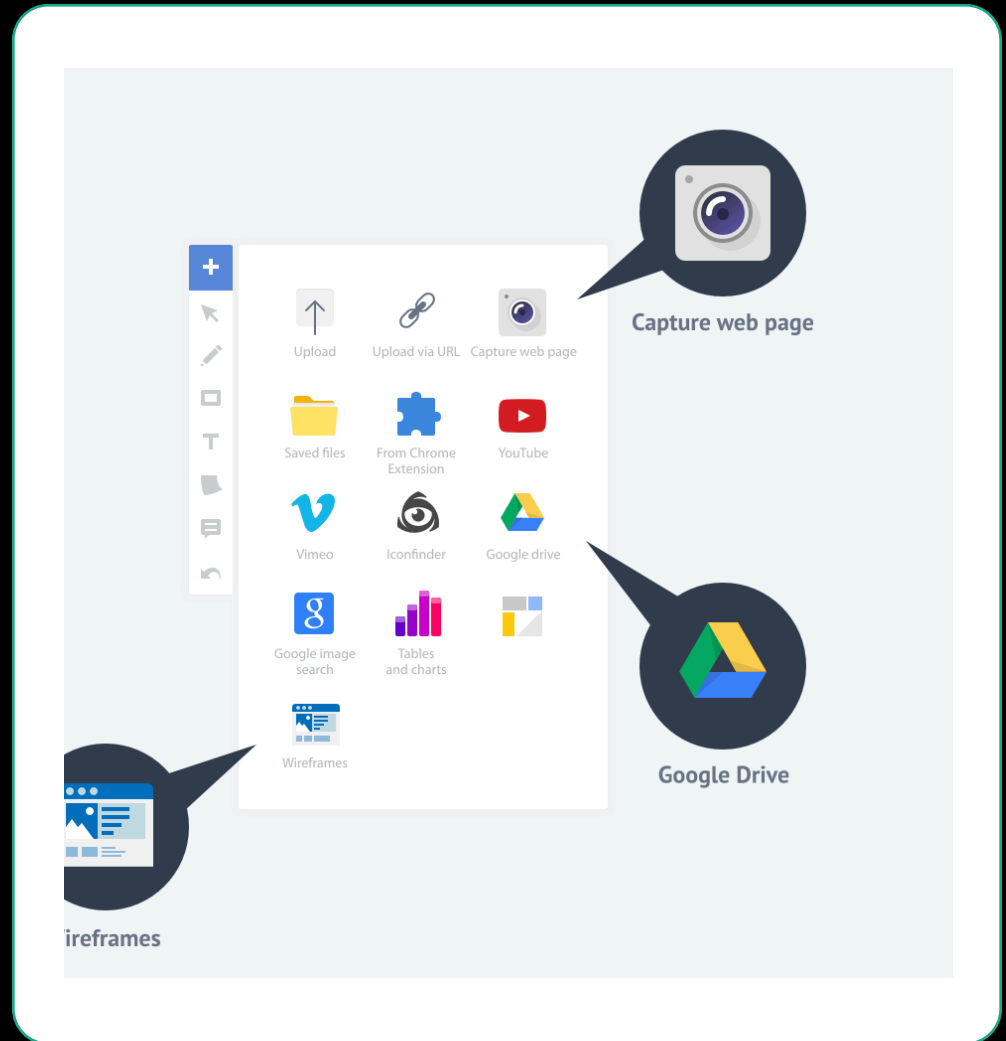 Capture web page
Upload
Upload via URL
Capture web page
Saved files
From Chrome
Extension
YouTube
Vimeo
Iconfinder
Google drive
Google image
search
Tables
and charts
Wireframes
Google Drive
ireframes